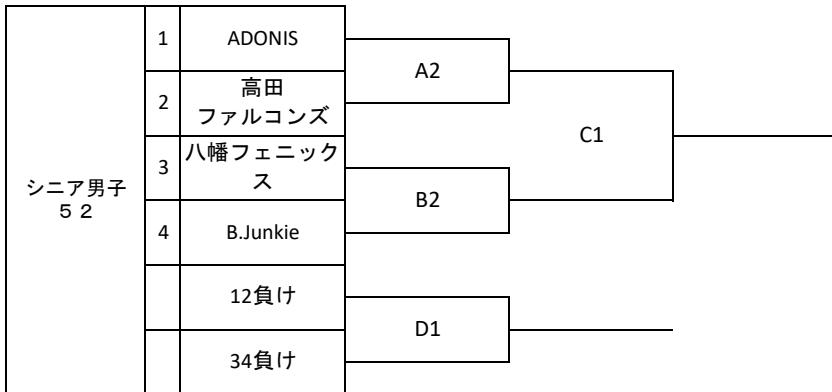 シニア男子
５２
1
ADONIS
2
高田
ファルコンズ
3
八幡フェニック
ス
4
B.Junkie
12負け
34負け
A2
B2
D1
C1